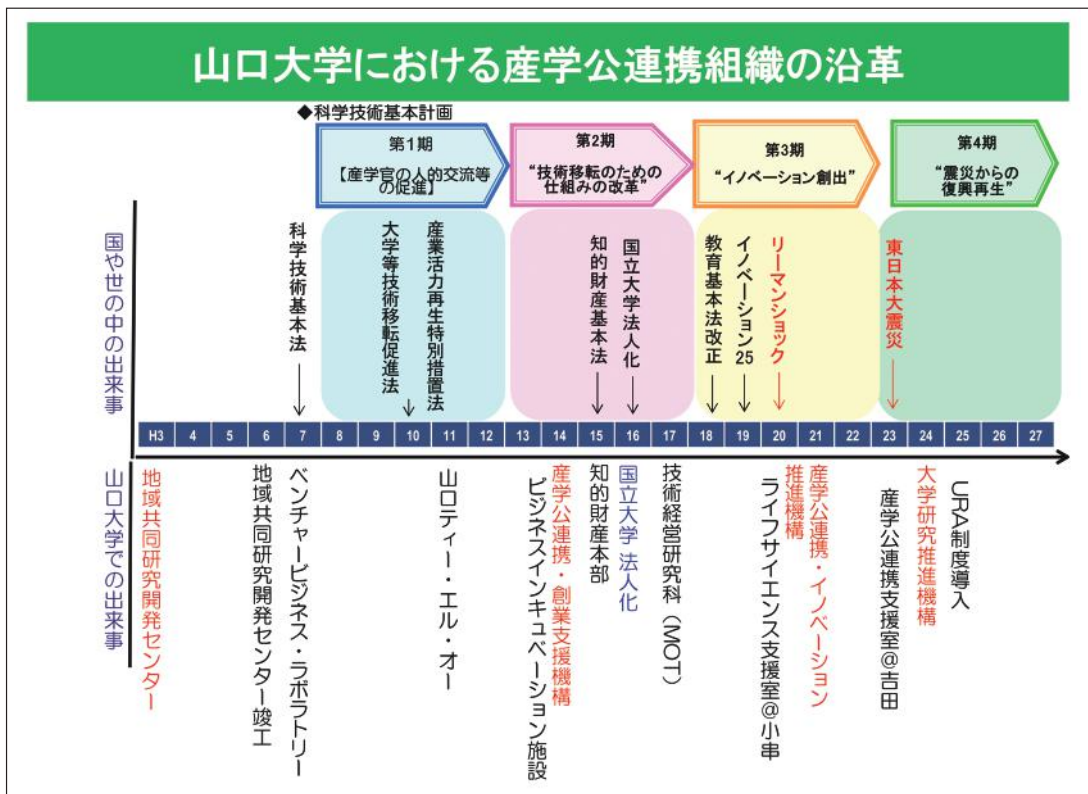 山口大学における産学公連携組織の沿革
◆科学技術基本計画
第1期
【産学官の人的交流等
の促進】
第2期
“技術移転のための
仕組みの改革”
第3期
“イノベーション創出”
第4期
“震災からの
復興再生”
国や世の中の出来事
科学技術基本法
大学等技術移転促進法
産業活力再生特別措置法
知的財産基本法
国立大学法人化
教育基本法改正
イノベーション25
リーマンショック
東日本大震災
H3 4 5 6 7 8 9 10 11 12 13 14 15 16 17 18 19 20 21 22 23 24 25 26 27
山口大学での出来事
地域共同研究開発センター
地域共同研究開発センター竣工
ベンチャービジネス・ラボラトリー
山口ティー・エル・オー
ビジネスインキュベーション施設
産学公連携・創業支援機構
知的財産本部
国立大学 法人化
技術経営研究科（MOT）
ライフサイエンス支援室@小串
産学公連携・イノベーション
推進機構
産学公連携支援室@吉田
大学研究推進機構
URA制度導入